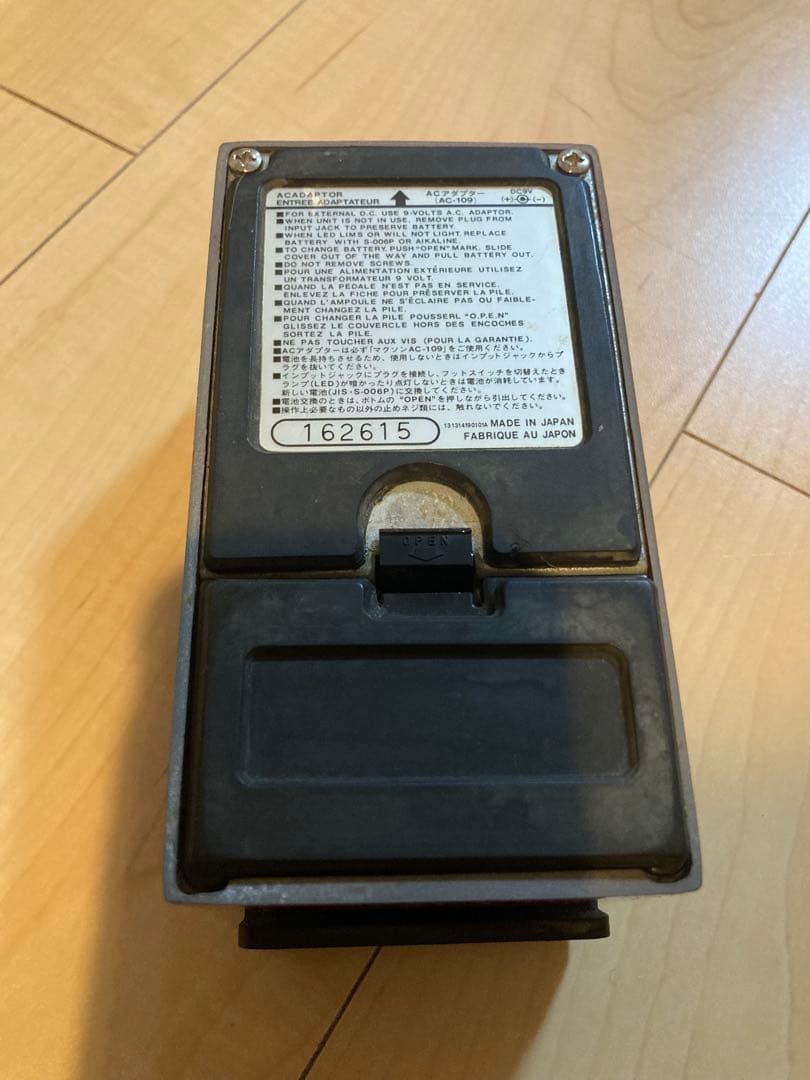 ACADAPTOR ACアダプター DC9V
ENTREE ADAPTATEUR (AC-109) (+) (-)
■FOR EXTERNAL D.C. USE 9-VOLTS A.C. ADAPTOR.
■WHEN UNIT IS NOT IN USE, REMOVE PLUG FROM
INPUT JACK TO PRESERVE BATTERY.
■WHEN LED LIMS OR WILL NOT LIGHT, REPLACE
BATTERY WITH S-006P OR AIKALINE.
■TO CHANGE BATTERY, PUSH "OPEN" MARK. SLIDE
COVER OUT OF THE WAY AND PULL BATTERY OUT.
■DO NOT REMOVE SCREWS.
■POUR UNE ALIMENTATION EXTÉRIEURE UTILISEZ
UN TRANSFORMATEUR 9 VOLT.
■QUAND LA PEDALE N'EST PAS EN SERVICE.
ENLEVEZ LA FICHE POUR PRÉSERVER LA PILE.
■QUAND L'AMPOULE NE S'ÉCLAIRE PAS OU FAIBLE-
MENT CHANGEZ LA PILE.
■POUR CHANGER LA PILE POUSSERL "O.P.E.N"
GLISSEZ LE COUVERCLE HORS DES ENCOCHES
SORTEZ LA PILE.
■NE PAS TOUCHER AUX VIS (POUR LA GARANTIE).
■ACアダプターは必ず「マクソンAC-109」をご使用ください。
■電池を長持ちさせるため、使用しないときはインプットジャックからプ
ラグを抜いてください。
■インプットジャックにプラグを接続し、フットスイッチを切替えたとき
ランプ(LED)が暗かったり点灯しないときは電池が消耗しています。
新しい電池(JIS・S-006P)に交換してください。
■電池交換のときは、ボトムの "OPEN"を押しながら引出してください。
■操作上必要なもの以外の止めネジ類には、触れないでください。
162615 131314190101A MADE IN JAPAN
FABRIQUE AU JAPON
OPEN